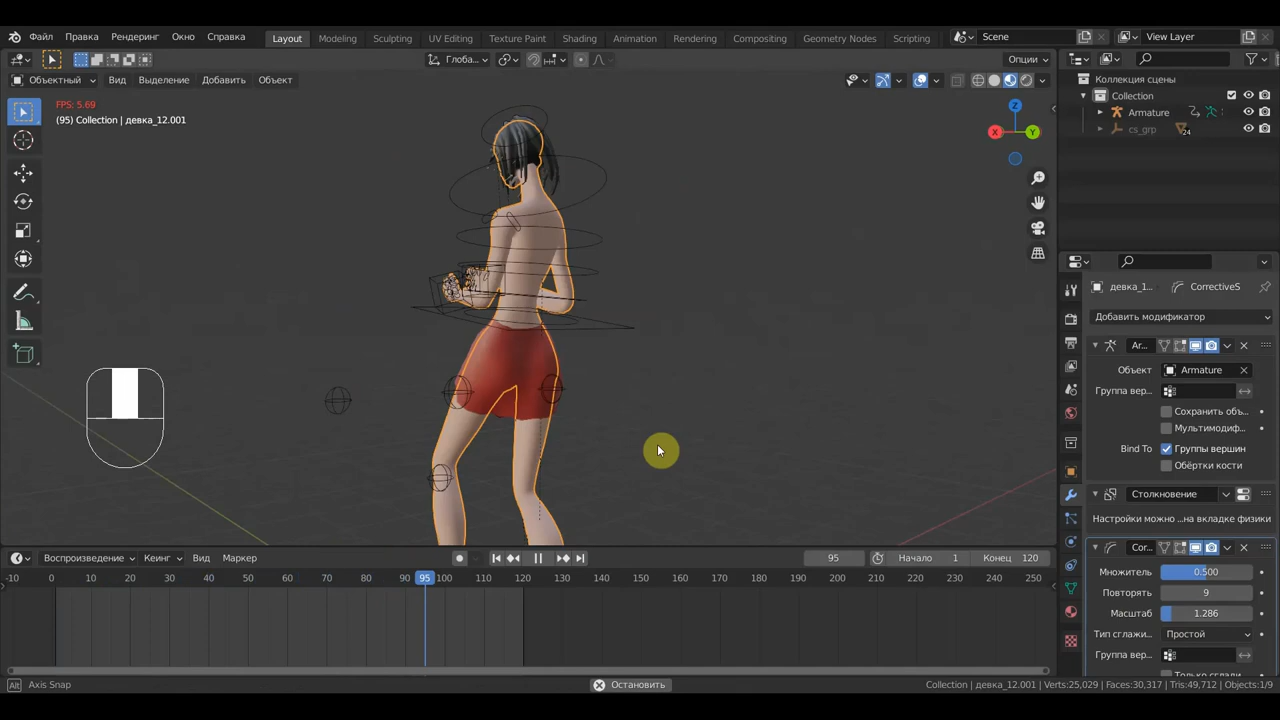 Файл Правка Рендеринг Окно Справка Layout Modeling Sculpting UV Editing Texture Paint Shading Animation Rendering Compositing Geometry Nodes Scripting Scene View Layer
Глоба... Опции
Объектный Вид Выделение Добавить Объект
Коллекция сцены
Collection
Armature
cs_grp 24
FPS: 5.69
(95) Collection | девка_12.001
Z
X Y
девка_1... CorrectiveS
Добавить модификатор
Ar...
Объект Armature
Группа вер...
Сохранить объ...
Мультимодиф...
Bind To Группы вершин
Обёртки кости
Столкновение
Настройки можно ...на вкладке физики
Cor...
Множитель 0.500
Повторять 9
Масштаб 1.286
Тип сглажи... Простой
Группа вер...
Воспроизведение Кеинг Вид Маркер 95 Начало 1 Конец 120
-10 0 10 20 30 40 50 60 70 80 90 95 100 110 120 130 140 150 160 170 180 190 200 210 220 230 240 250
Alt Axis Snap Остановить Collection | девка_12.001 | Verts:25,029 | Faces:30,317 | Tris:49,712 | Objects:1/9